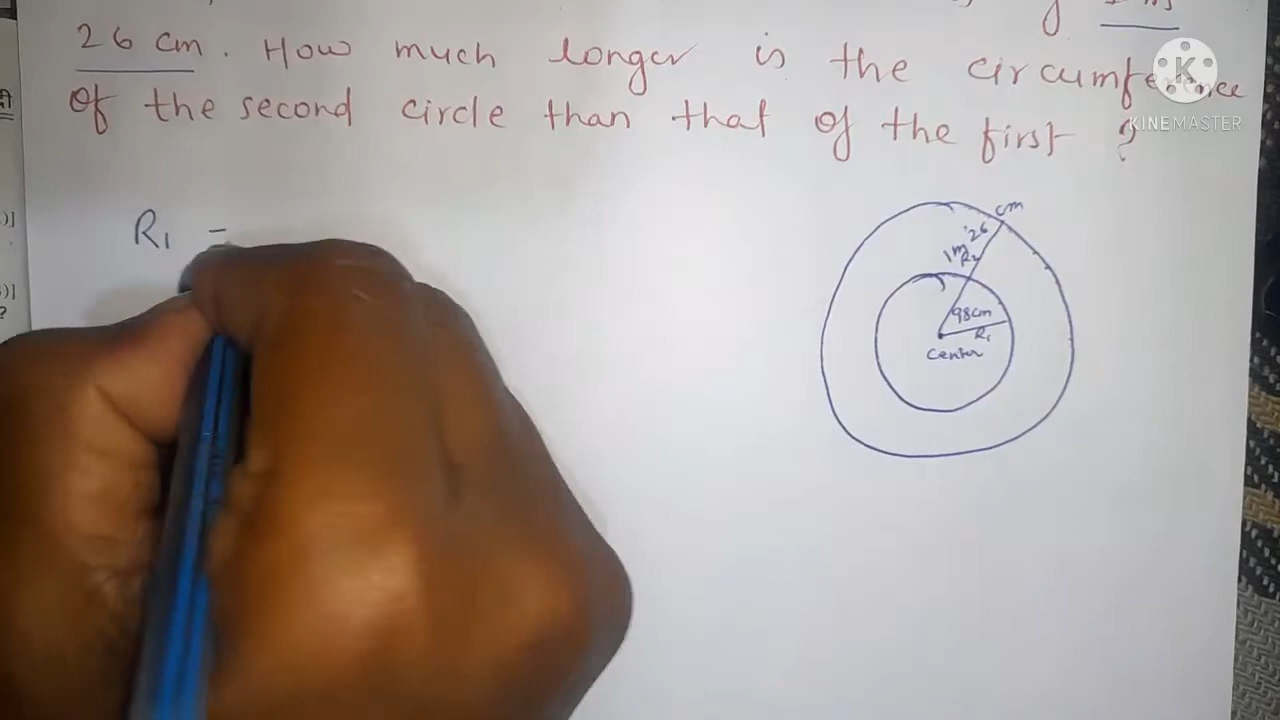 26 cm. How much longer is the circumference
of the second circle than that of the first ?
K
KINEMASTER
R₁ =
cm
26
1m
R₂
98cm
R₁
Center